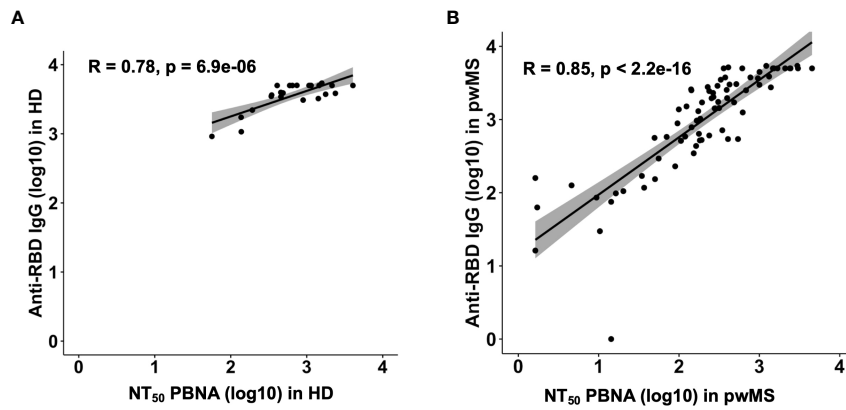 A
B
R = 0.78, p = 6.9e-06
R = 0.85, p < 2.2e-16
Anti-RBD IgG (log10) in HD
4
3
2
1
0
0 1 2 3 4
NT50 PBNA (log10) in HD
Anti-RBD IgG (log10) in pwMS
4
3
2
1
0
0 1 2 3 4
NT50 PBNA (log10) in pwMS